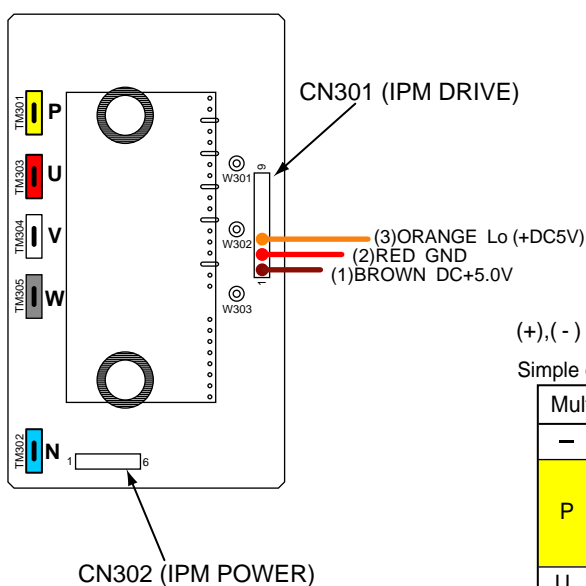 CN301 (IPM DRIVE)
TM301
P
TM303
U
TM304
V
TM305
W
TM302
N
W301
W302
W303
9
1
(3)ORANGE Lo (+DC5V)
(2)RED GND
(1)BROWN DC+5.0V
1
6
CN302 (IPM POWER)
(+),( - )
Simple
Mul
–
P
U